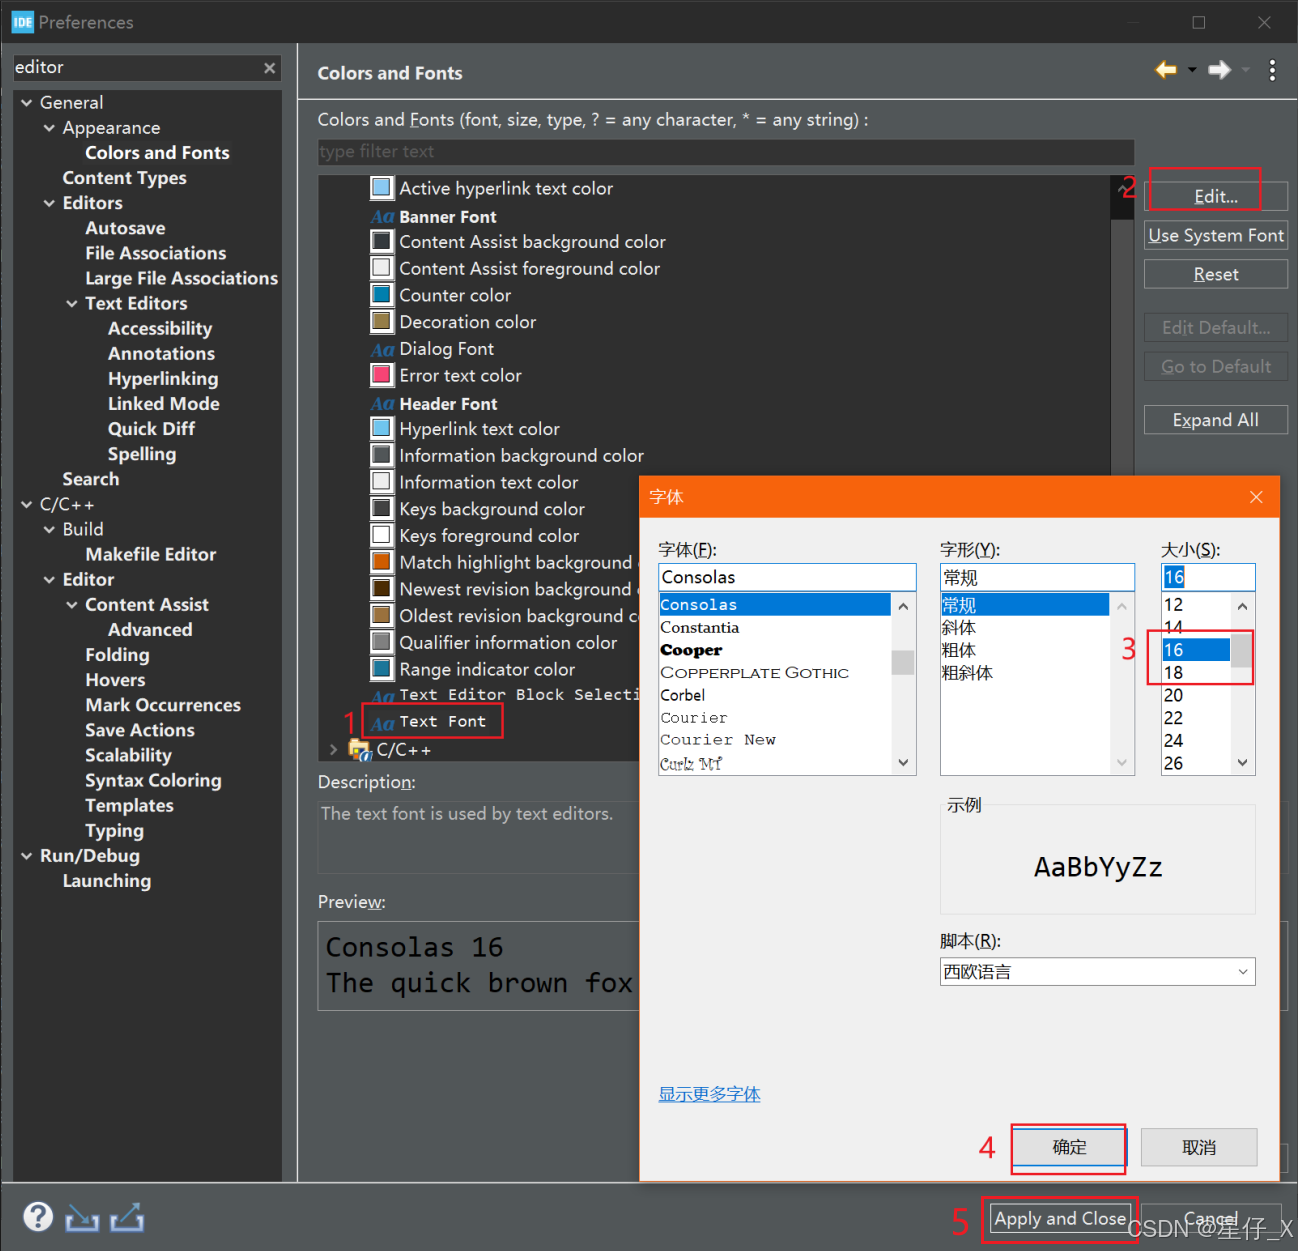 IDE Preferences
editor
General
Appearance
Colors and Fonts
Content Types
Editors
Autosave
File Associations
Large File Associations
Text Editors
Accessibility
Annotations
Hyperlinking
Linked Mode
Quick Diff
Spelling
Search
C/C++
Build
Makefile Editor
Editor
Content Assist
Advanced
Folding
Hovers
Mark Occurrences
Save Actions
Scalability
Syntax Coloring
Templates
Typing
Run/Debug
Launching
Colors and Fonts
Colors and Fonts (font, size, type, ? = any character, * = any string) :
type filter text
Active hyperlink text color
Aa Banner Font
Content Assist background color
Content Assist foreground color
Counter color
Decoration color
Aa Dialog Font
Error text color
Aa Header Font
Hyperlink text color
Information background color
Information text color
Keys background color
Keys foreground color
Match highlight background
Newest revision background
Oldest revision background c
Qualifier information color
Range indicator color
Aa Text Editor Block Selecti
1 Aa Text Font
C/C++
2 Edit...
Use System Font
Reset
Edit Default...
Go to Default
Expand All
Description:
The text font is used by text editors.
Preview:
Consolas 16
The quick brown fox
字体
字体(F):
Consolas
Consolas
Constantia
Cooper
COPPERPLATE GOTHIC
Corbel
Courier
Courier New
Curlz MT
字形(Y):
常规
常规
斜体
粗体
粗斜体
大小(S):
16
12
14
3 16
18
20
22
24
26
示例
AaBbYyZz
脚本(R):
西欧语言
显示更多字体
4 确定
取消
5 Apply and Close
Cancel
CSDN @星仔_X